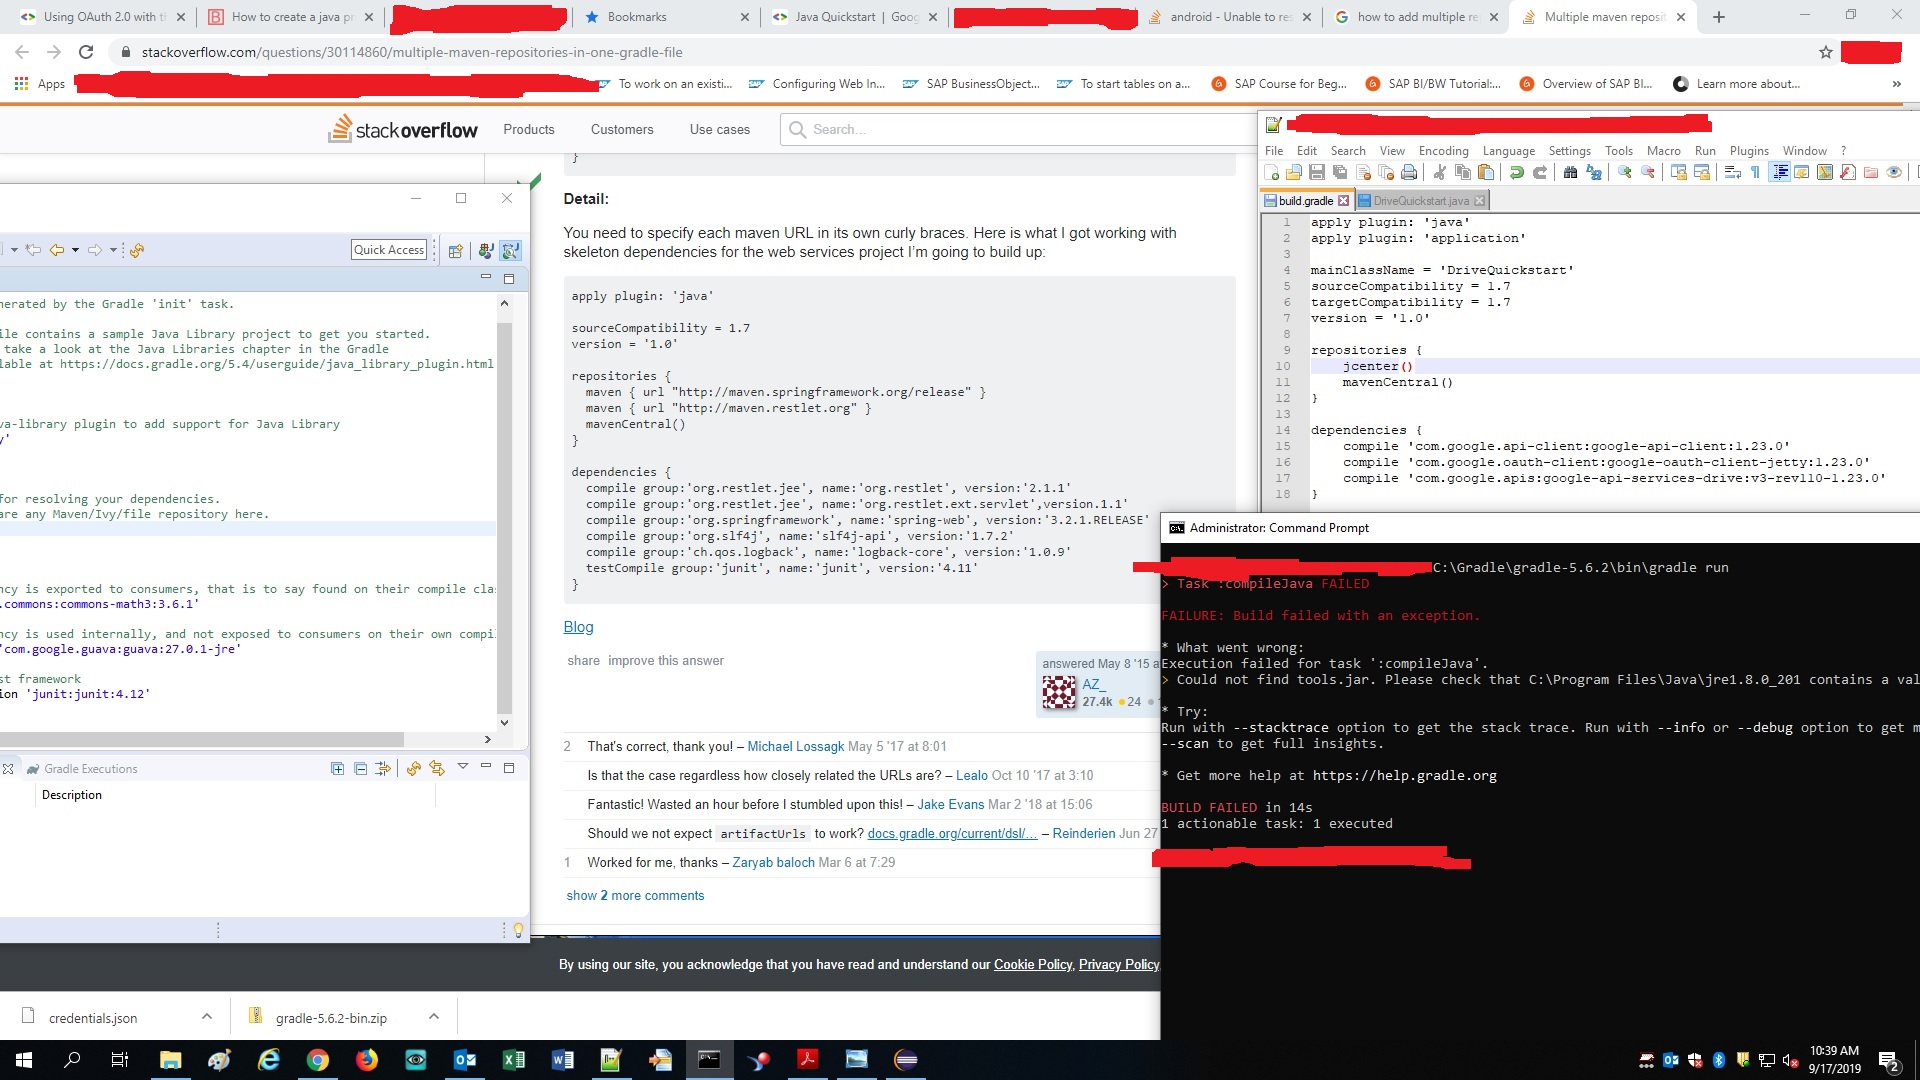 Using OAuth 2.0 with t
How to create a java pr
Bookmarks
Java Quickstart | Goog
android - Unable to res
how to add multiple re
Multiple maven reposit
stackoverflow.com/questions/30114860/multiple-maven-repositories-in-one-gradle-file
Apps
To work on an existi...
Configuring Web In...
SAP BusinessObject...
To start tables on a...
SAP Course for Beg...
SAP BI/BW Tutorial:...
Overview of SAP BI...
Learn more about...
»
stackoverflow
Products
Customers
Use cases
Search...
}
Detail:
You need to specify each maven URL in its own curly braces. Here is what I got working with
skeleton dependencies for the web services project I'm going to build up:
apply plugin: 'java'
sourceCompatibility = 1.7
version = '1.0'
repositories {
maven { url "http://maven.springframework.org/release" }
maven { url "http://maven.restlet.org" }
mavenCentral()
}
dependencies {
compile group:'org.restlet.jee', name:'org.restlet', version:'2.1.1'
compile group:'org.restlet.jee', name:'org.restlet.ext.servlet',version.1.1'
compile group:'org.springframework', name:'spring-web', version:'3.2.1.RELEASE'
compile group:'org.slf4j', name:'slf4j-api', version:'1.7.2'
compile group:'ch.qos.logback', name:'logback-core', version:'1.0.9'
testCompile group:'junit', name:'junit', version:'4.11'
}
Blog
share improve this answer
answered May 8 '15 a
AZ_
27.4k 24
2 That's correct, thank you! – Michael Lossagk May 5 '17 at 8:01
Is that the case regardless how closely related the URLs are? – Lealo Oct 10 '17 at 3:10
Fantastic! Wasted an hour before I stumbled upon this! – Jake Evans Mar 2 '18 at 15:06
Should we not expect artifactUrls to work? docs.gradle.org/current/dsl/... – Reinderien Jun 27
1 Worked for me, thanks – Zaryab baloch Mar 6 at 7:29
show 2 more comments
By using our site, you acknowledge that you have read and understand our Cookie Policy, Privacy Policy
Quick Access
nerated by the Gradle 'init' task.
ile contains a sample Java Library project to get you started.
take a look at the Java Libraries chapter in the Gradle
lable at https://docs.gradle.org/5.4/userguide/java_library_plugin.html
va-library plugin to add support for Java Library
y'
for resolving your dependencies.
are any Maven/Ivy/file repository here.
ncy is exported to consumers, that is to say found on their compile cla
.commons:commons-math3:3.6.1'
ncy is used internally, and not exposed to consumers on their own compi
'com.google.guava:guava:27.0.1-jre'
st framework
ion 'junit:junit:4.12'
Gradle Executions
Description
File Edit Search View Encoding Language Settings Tools Macro Run Plugins Window ?
build.gradle
DriveQuickstart.java
1 apply plugin: 'java'
2 apply plugin: 'application'
3
4 mainClassName = 'DriveQuickstart'
5 sourceCompatibility = 1.7
6 targetCompatibility = 1.7
7 version = '1.0'
8
9 repositories {
10 jcenter()
11 mavenCentral()
12 }
13
14 dependencies {
15 compile 'com.google.api-client:google-api-client:1.23.0'
16 compile 'com.google.oauth-client:google-oauth-client-jetty:1.23.0'
17 compile 'com.google.apis:google-api-services-drive:v3-rev110-1.23.0'
18 }
Administrator: Command Prompt
C:\Gradle\gradle-5.6.2\bin\gradle run
> Task :compileJava FAILED
FAILURE: Build failed with an exception.
* What went wrong:
Execution failed for task ':compileJava'.
> Could not find tools.jar. Please check that C:\Program Files\Java\jre1.8.0_201 contains a val
* Try:
Run with --stacktrace option to get the stack trace. Run with --info or --debug option to get m
--scan to get full insights.
* Get more help at https://help.gradle.org
BUILD FAILED in 14s
1 actionable task: 1 executed
credentials.json
gradle-5.6.2-bin.zip
10:39 AM
9/17/2019
2